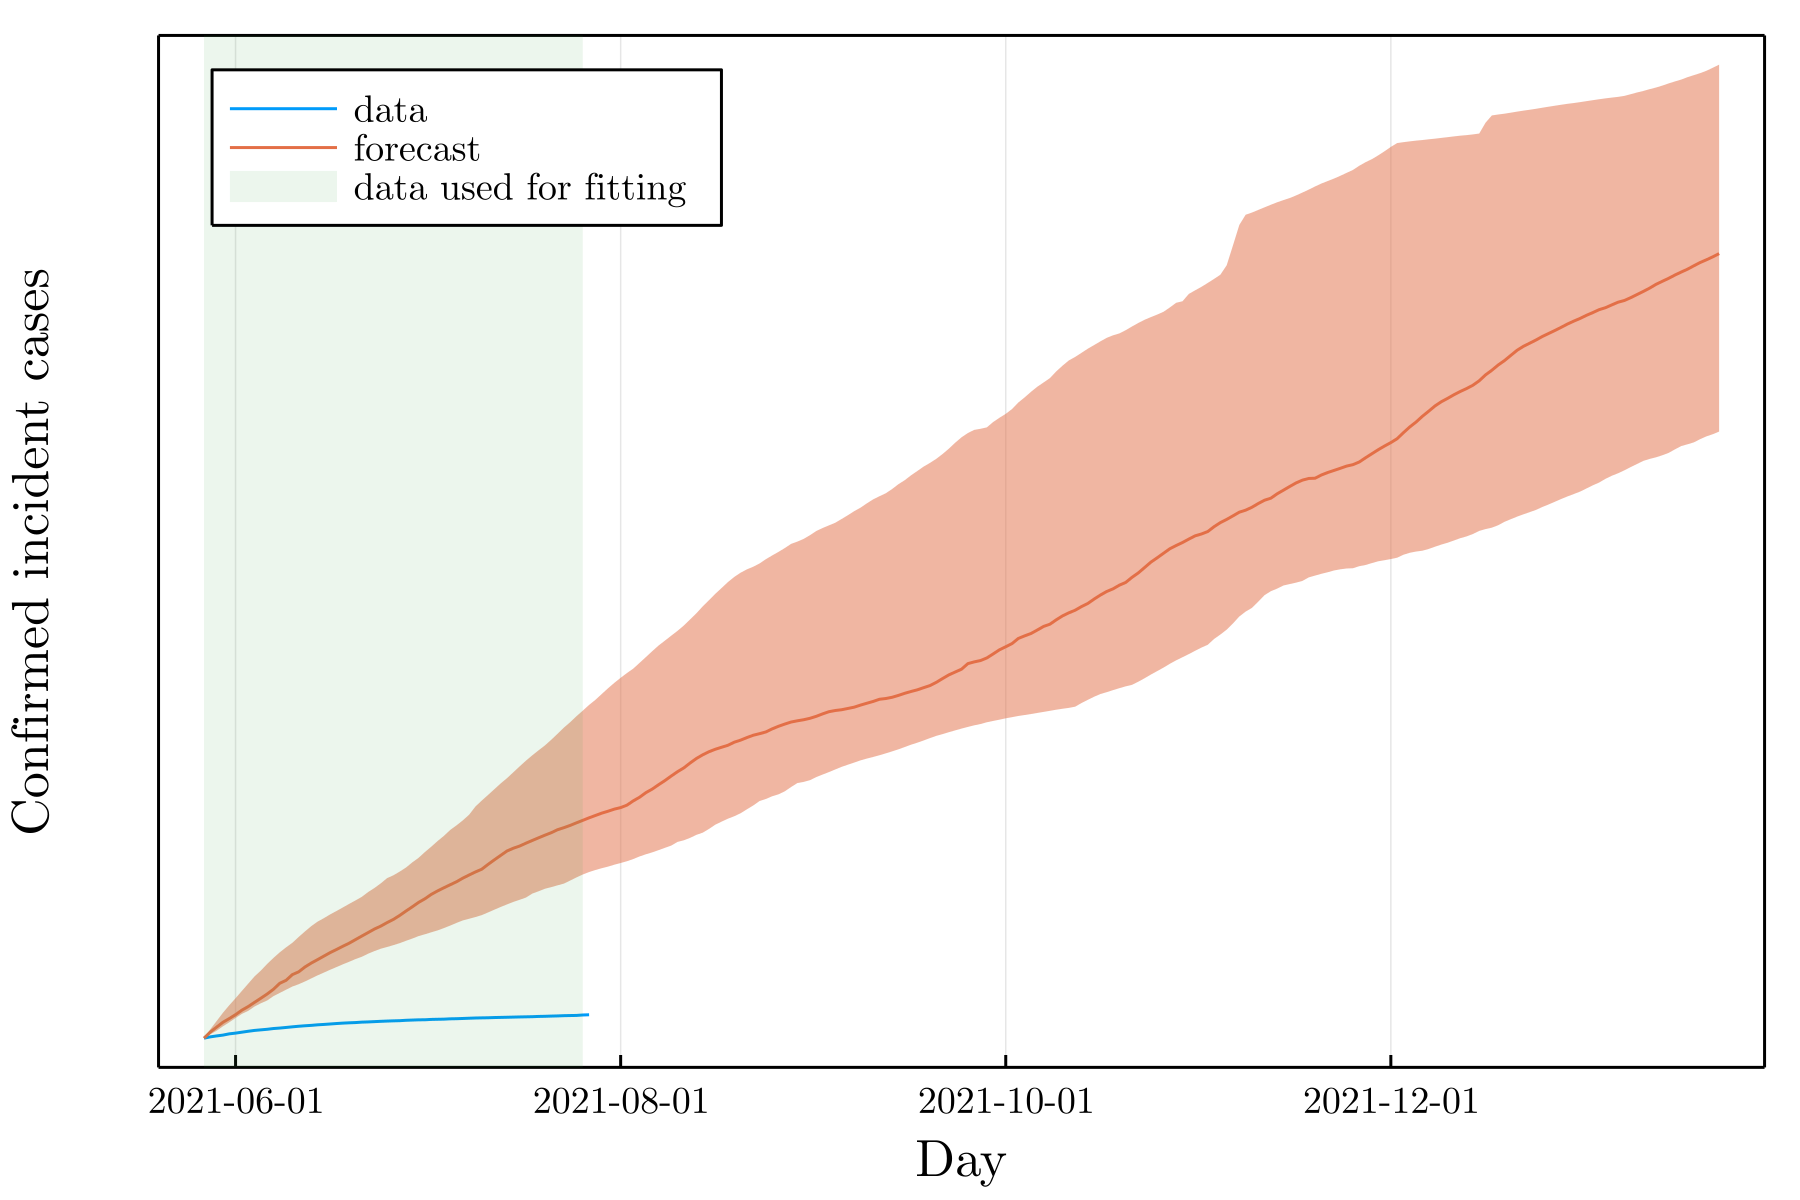 data
forecast
data used for fitting
Confirmed incident cases
2021-06-01
2021-08-01
2021-10-01
2021-12-01
Day